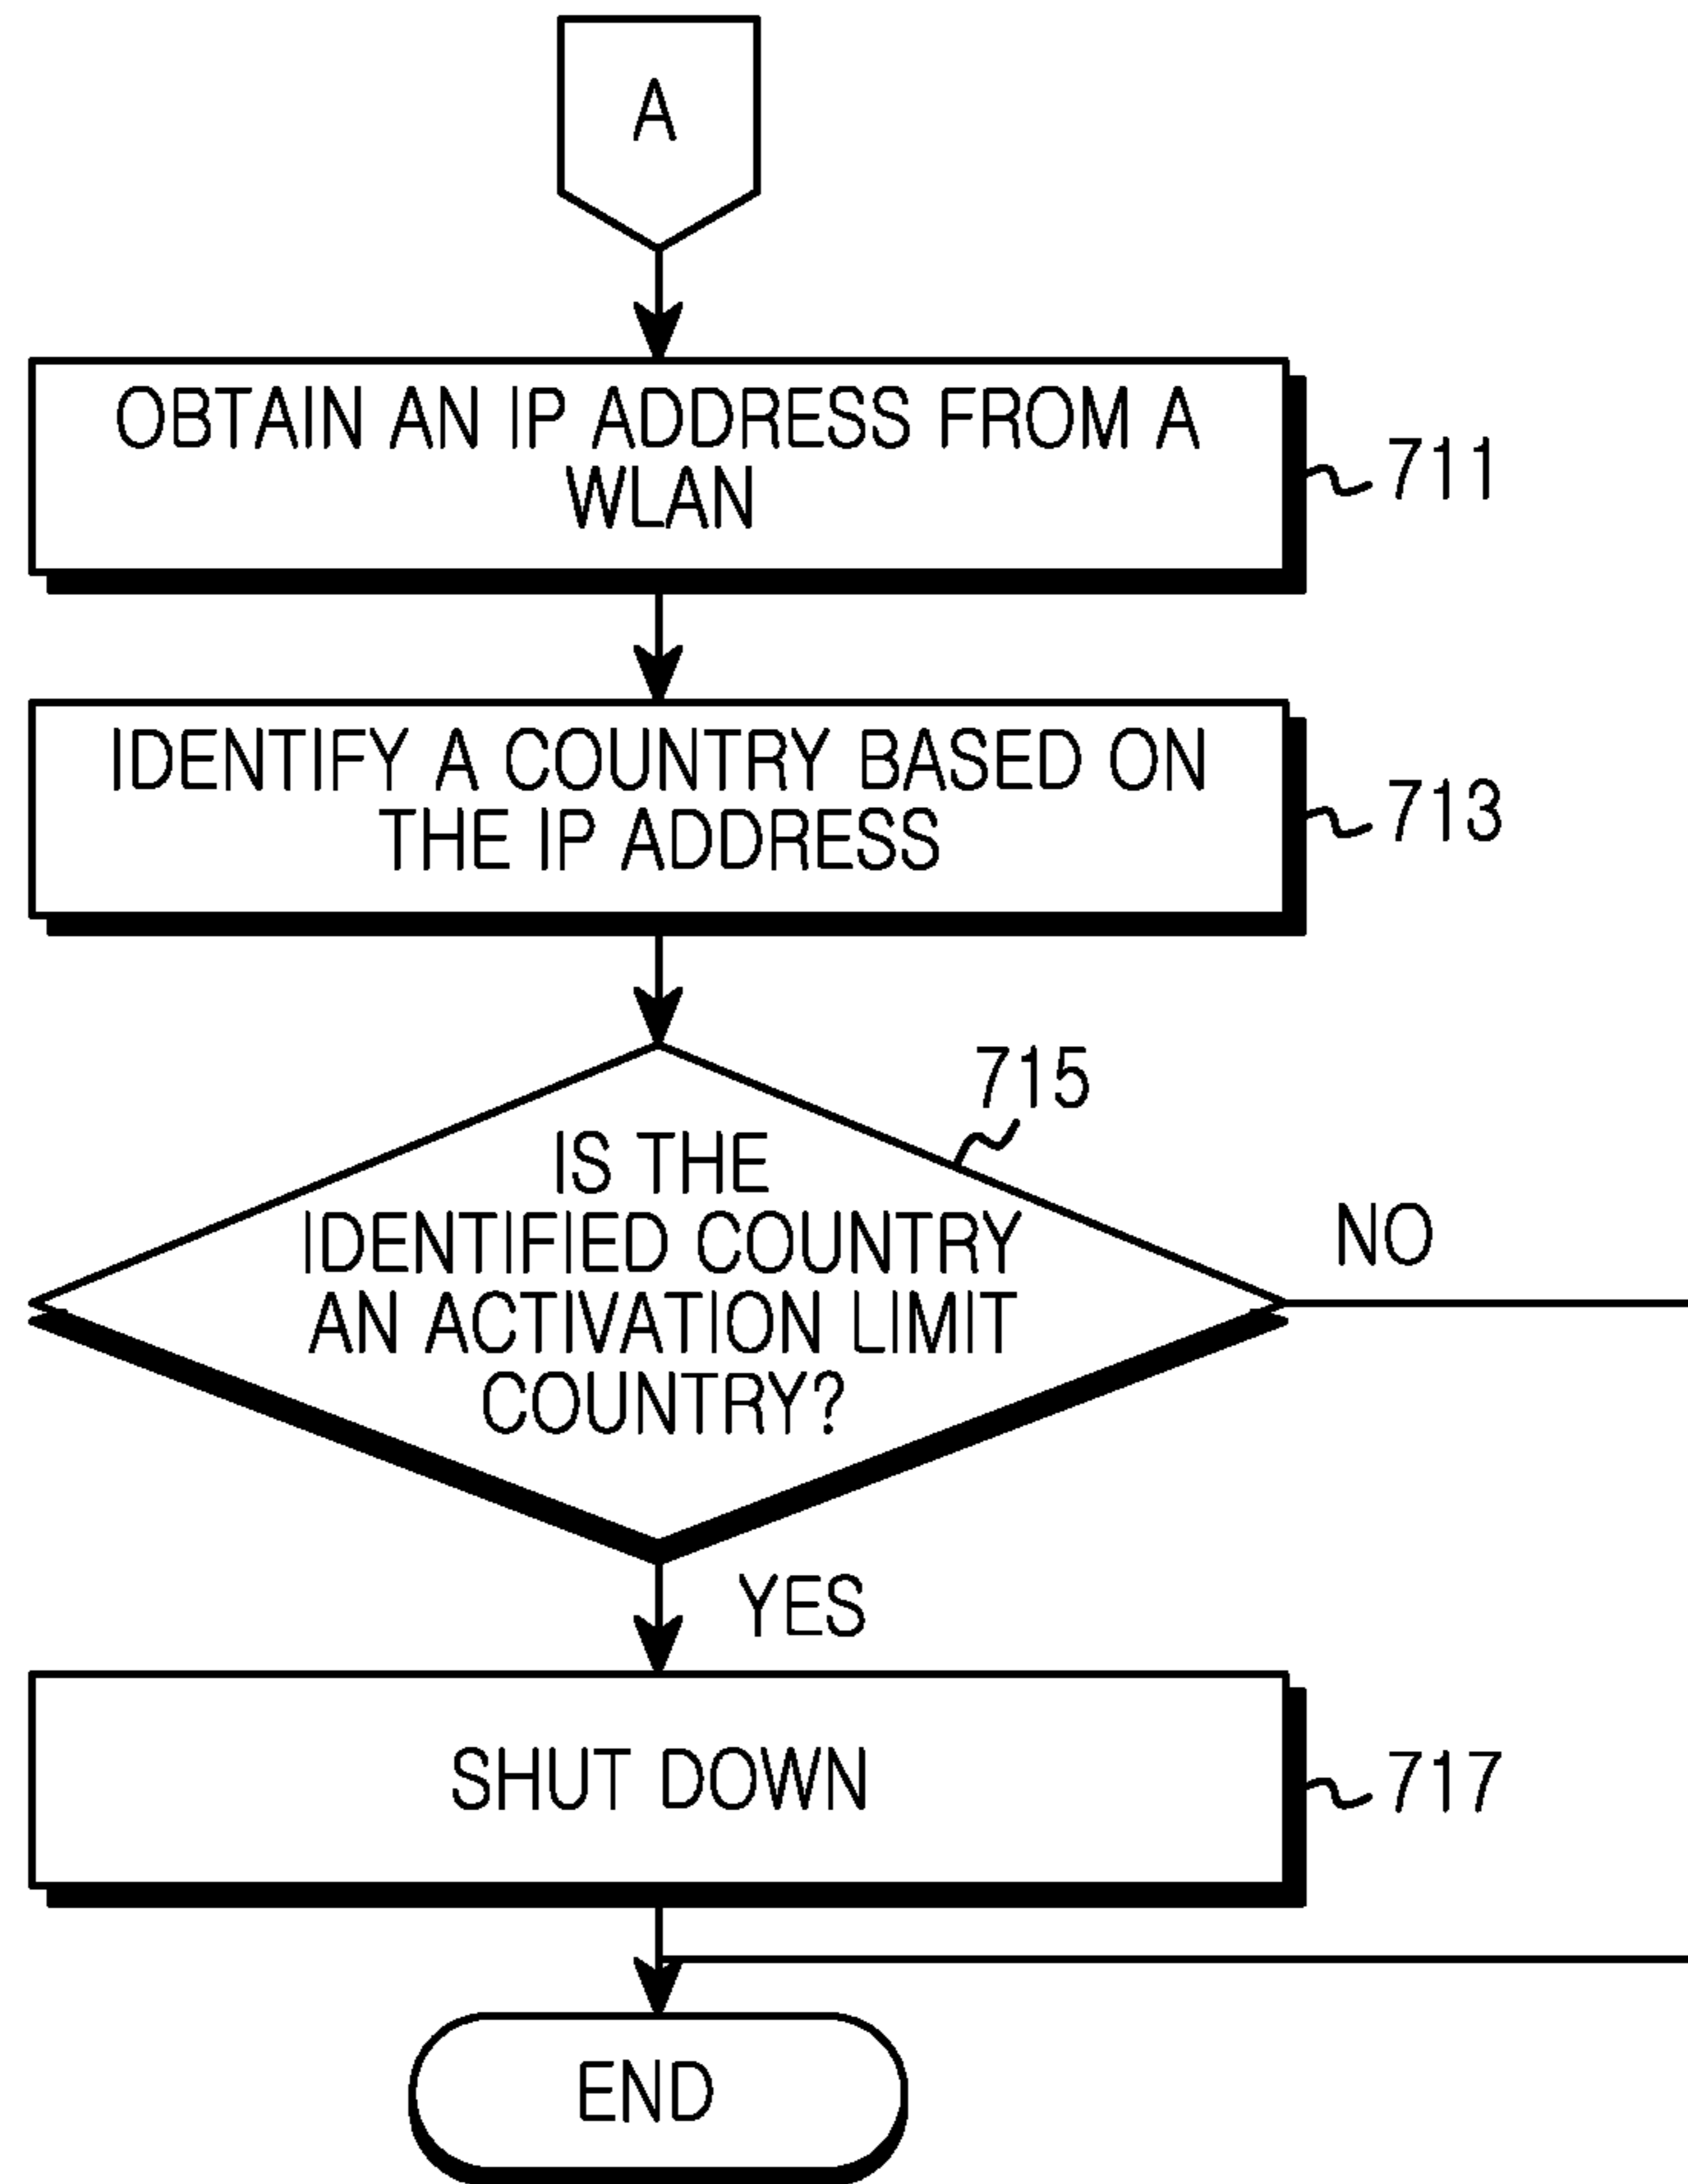 A
OBTAIN AN IP ADDRESS FROM A
WLAN
711
IDENTIFY A COUNTRY BASED ON
THE IP ADDRESS
713
715
IS THE
IDENTIFIED COUNTRY
AN ACTIVATION LIMIT
COUNTRY?
NO
YES
SHUT DOWN
717
END